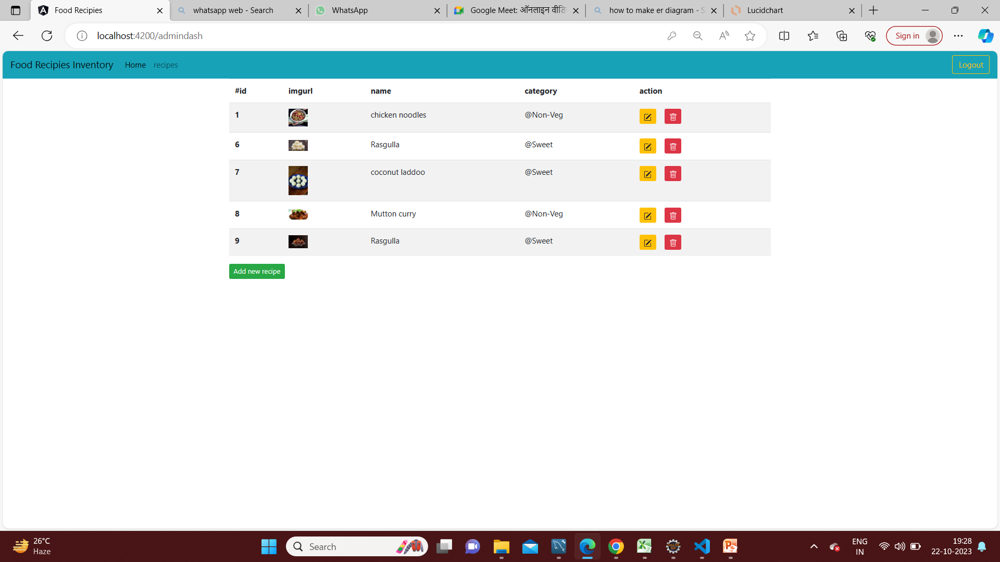 Food Recipies
whatsapp web - Search
WhatsApp
Google Meet: ऑनलाइन वीडि
how to make er diagram - S
Lucidchart
localhost:4200/admindash
Sign in
Food Recipies Inventory Home recipes Logout
#id imgurl name category action
1 chicken noodles @Non-Veg
6 Rasgulla @Sweet
7 coconut laddoo @Sweet
8 Mutton curry @Non-Veg
9 Rasgulla @Sweet
Add new recipe
26°C
Haze
Search
ENG
IN
19:28
22-10-2023